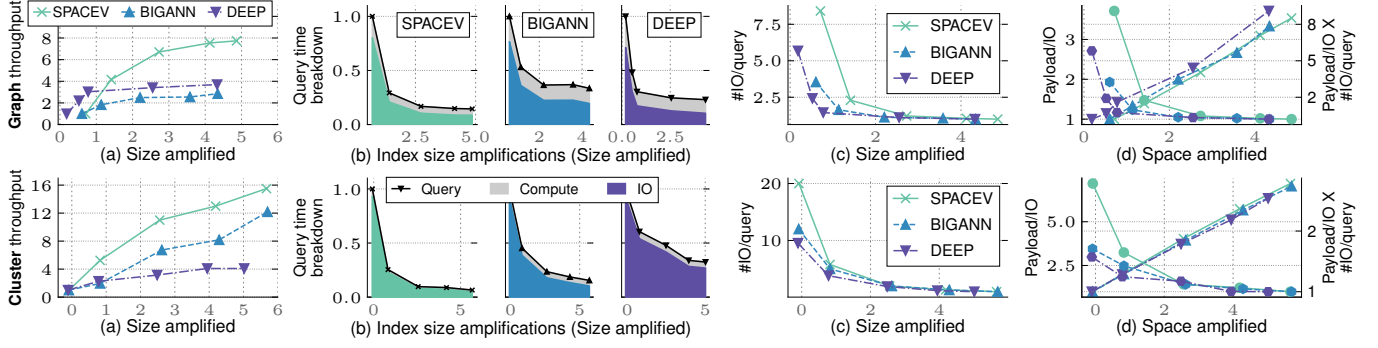 SPACEV BIGANN DEEP
Graph throughput
8
6
4
2
0
0 1 2 3 4 5 6
(a) Size amplified
Query time
breakdown
1.0
0.5
0.0
SPACEV
BIGANN
DEEP
2.5 5.0 2 4 0.0 2.5
(b) Index size amplifications (Size amplified)
#IO/query
7.5
5.0
2.5
SPACEV
BIGANN
DEEP
0 2 4
(c) Size amplified
Payload/IO
3
2
1
8
5
2
Payload/IO X
#IO/query
0 2 4
(d) Space amplified
Cluster throughput
16
12
8
4
0
0 1 2 3 4 5 6
(a) Size amplified
Query time
breakdown
1.0
0.5
0.0
Query Compute IO
5 0 5 0 5
(b) Index size amplifications (Size amplified)
#IO/query
20
10
SPACEV
BIGANN
DEEP
0 2 4
(c) Size amplified
Payload/IO
5.0
2.5
2
1
Payload/IO X
#IO/query
0 2 4
(d) Space amplified